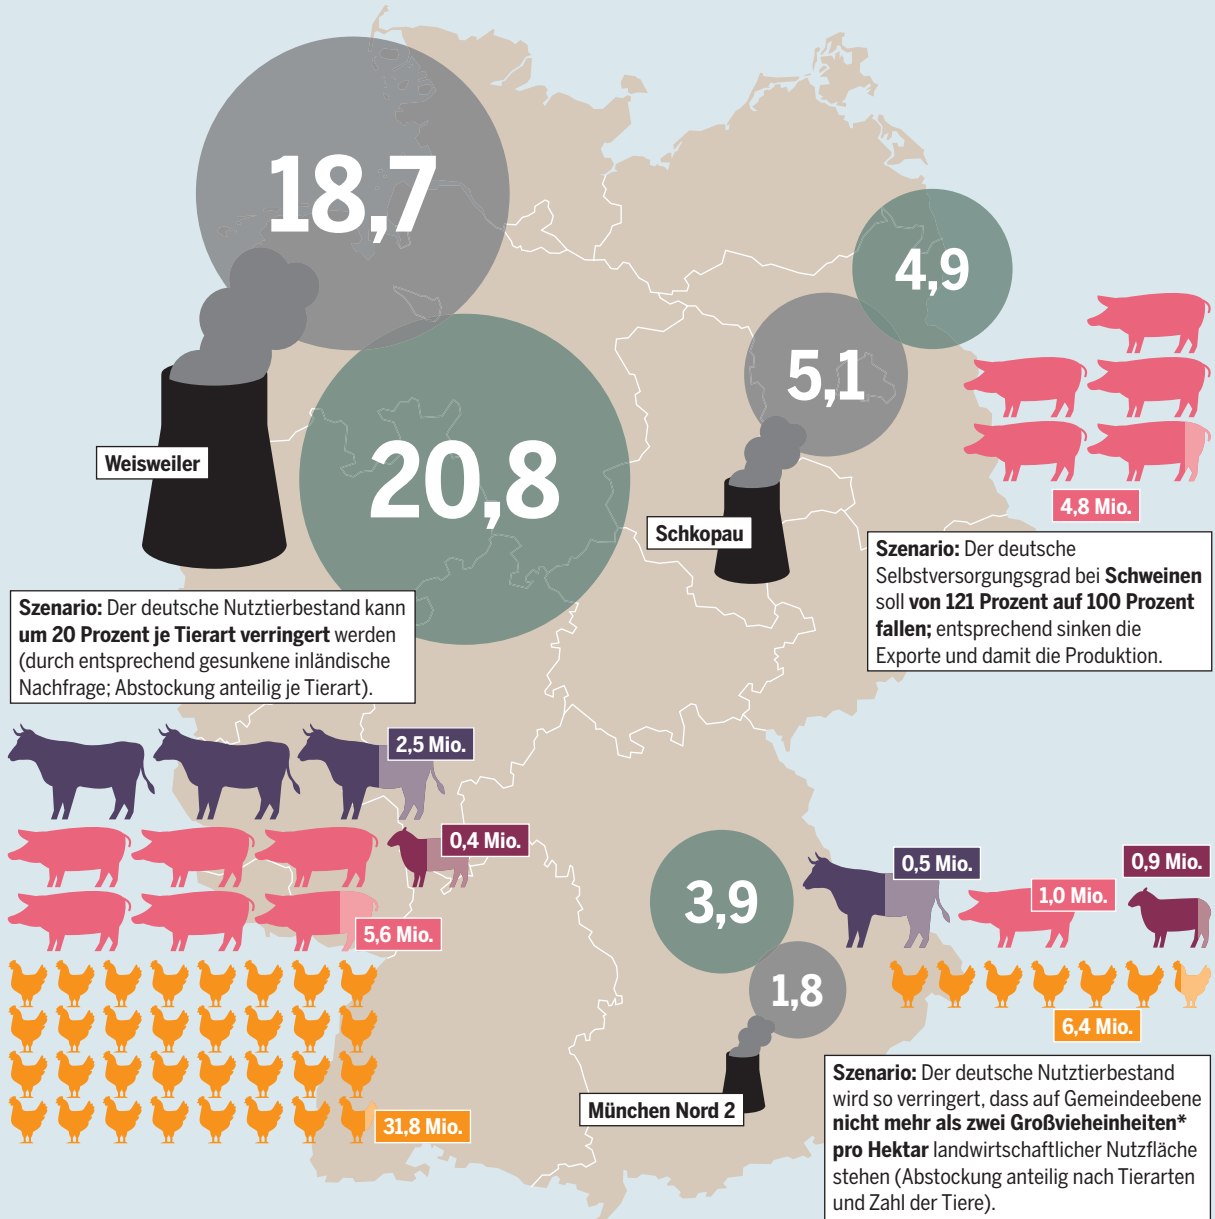 18,7
4,9
5,1
20,8
Weisweiler
Schkopau
4,8 Mio.
Szenario: Der deutsche
Selbstversorgungsgrad bei Schweinen
soll von 121 Prozent auf 100 Prozent
fallen; entsprechend sinken die
Exporte und damit die Produktion.
Szenario: Der deutsche Nutztierbestand kann
um 20 Prozent je Tierart verringert werden
(durch entsprechend gesunkene inländische
Nachfrage; Abstockung anteilig je Tierart).
2,5 Mio.
0,4 Mio.
5,6 Mio.
31,8 Mio.
3,9
1,8
München Nord 2
0,5 Mio.
1,0 Mio.
0,9 Mio.
6,4 Mio.
Szenario: Der deutsche Nutztierbestand
wird so verringert, dass auf Gemeindeebene
nicht mehr als zwei Großvieheinheiten*
pro Hektar landwirtschaftlicher Nutzfläche
stehen (Abstockung anteilig nach Tierarten
und Zahl der Tiere).